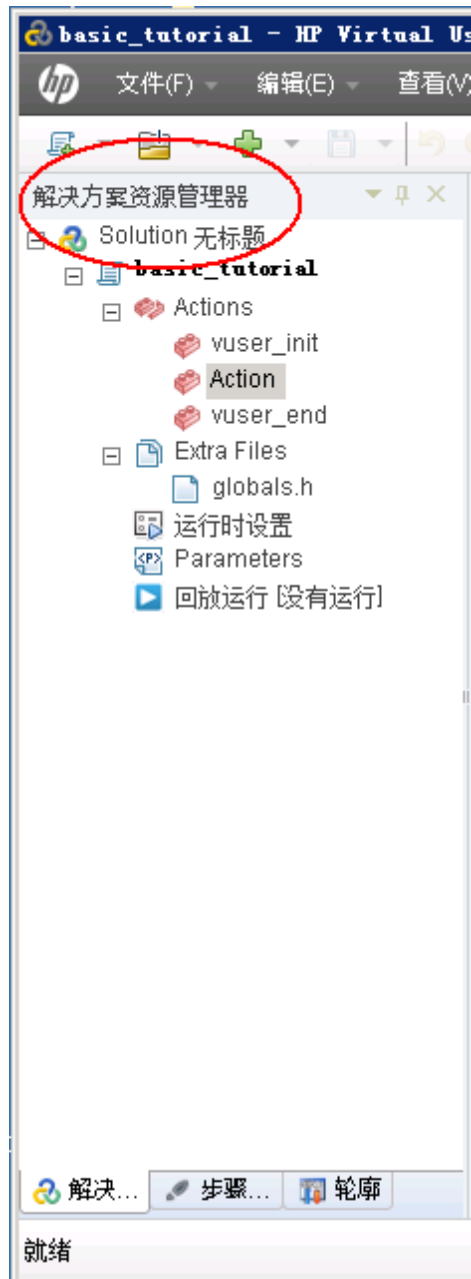 basic_tutorial - HP Virtual Us
hp 文件(F) 编辑(E) 查看(V)
解决方案资源管理器
Solution 无标题
basic_tutorial
Actions
vuser_init
Action
vuser_end
Extra Files
globals.h
运行时设置
<P> Parameters
回放运行 [没有运行]
解决... 步骤... 轮廓
就绪